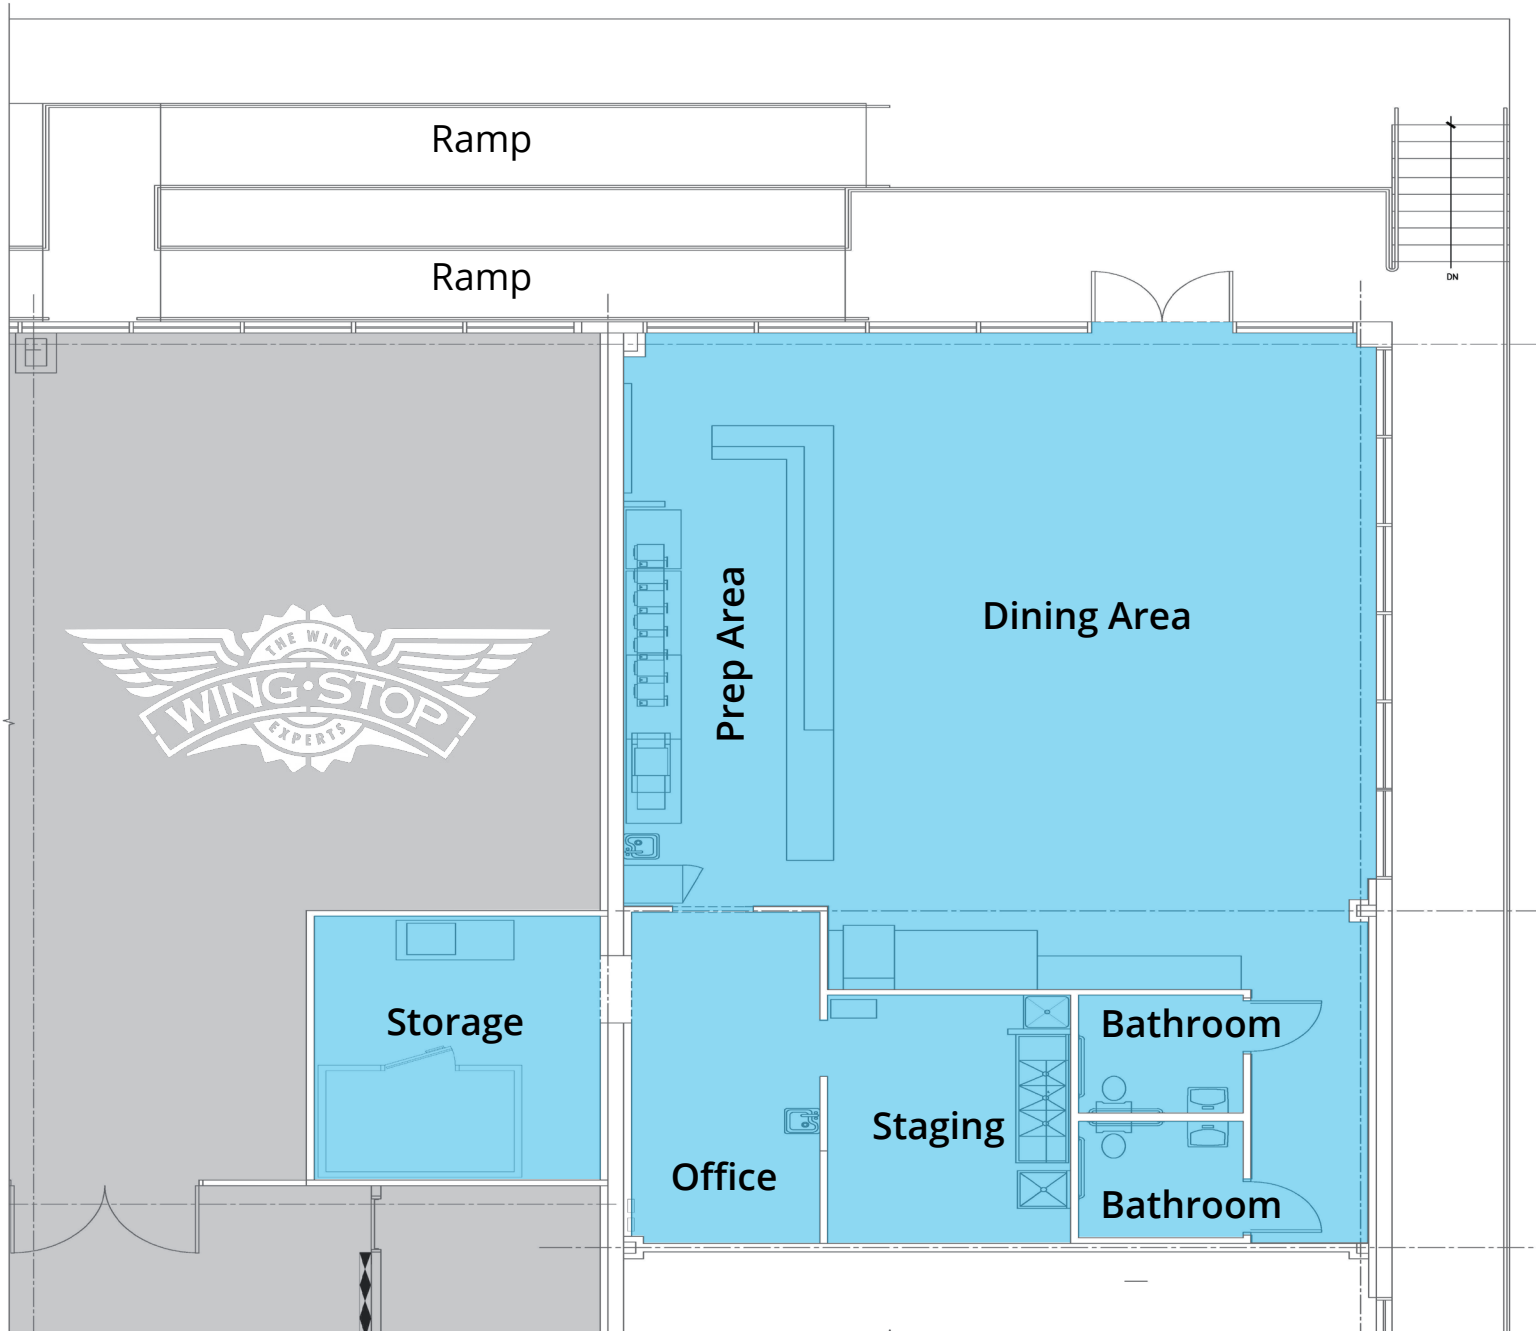 Ramp
Ramp
DN
THE WING
WING·STOP
EXPERTS
Prep Area
Dining Area
Storage
Bathroom
Staging
Office
Bathroom